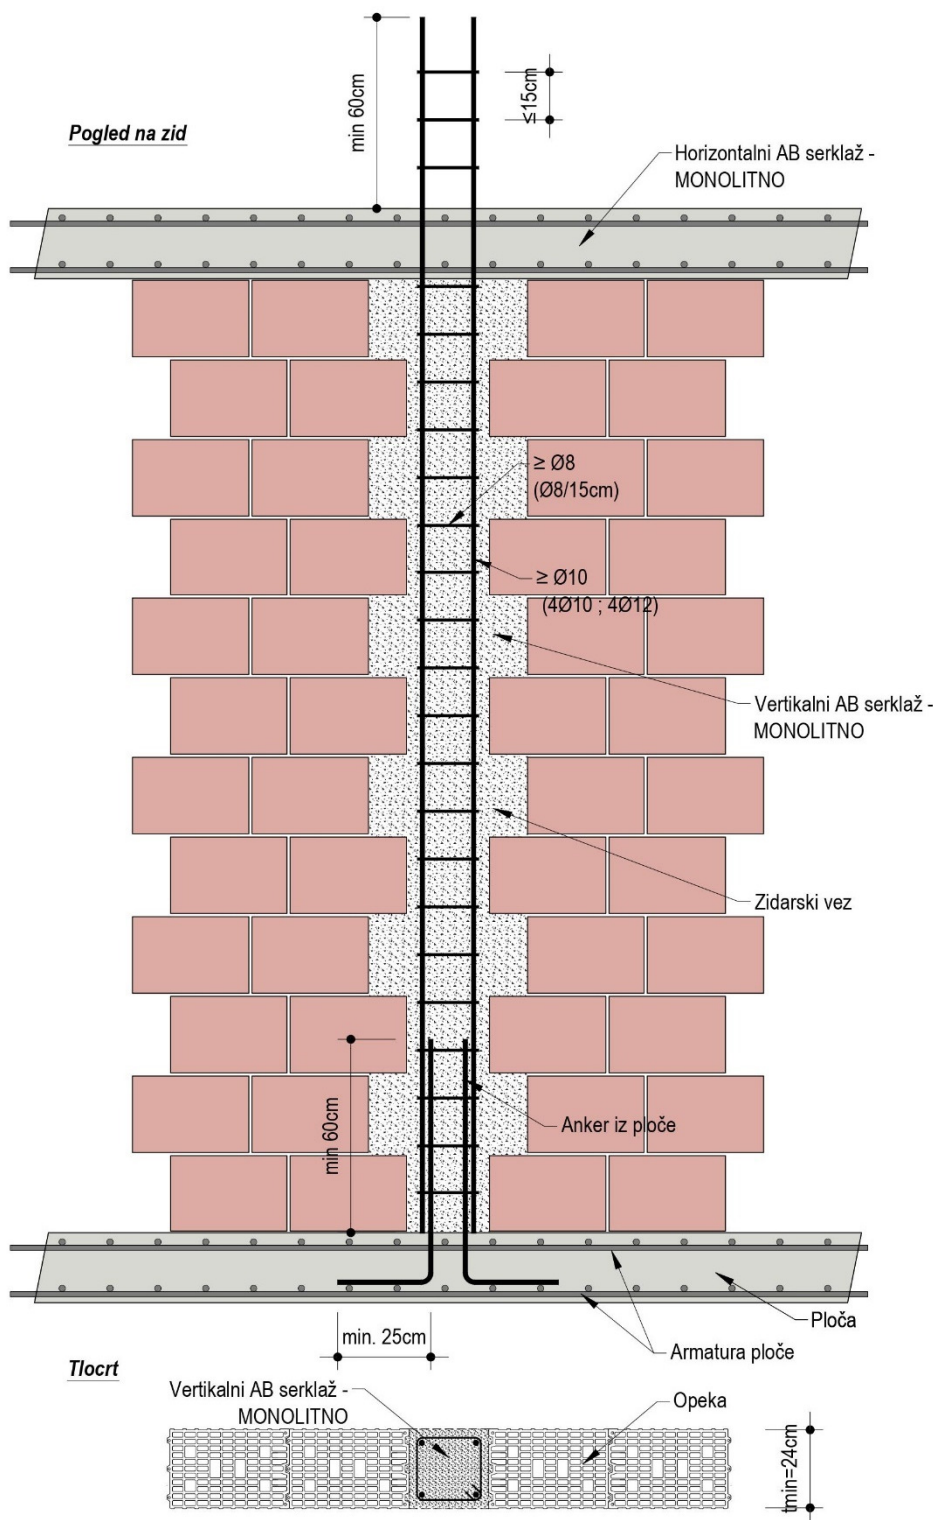 min 60cm
≤15cm
Pogled na zid
Horizontalni AB serklaž -
MONOLITNO
≥ Ø8
(Ø8/15cm)
≥ Ø10
(4Ø10 ; 4Ø12)
Vertikalni AB serklaž -
MONOLITNO
Zidarski vez
min 60cm
Anker iz ploče
Ploča
min. 25cm
Armatura ploče
Tlocrt
Vertikalni AB serklaž -
MONOLITNO
Opeka
tmin=24cm